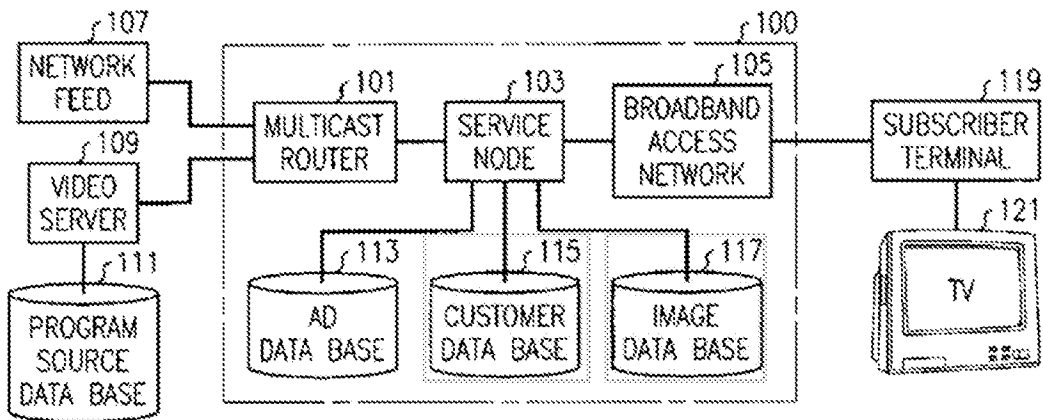 107
NETWORK
FEED
109
VIDEO
SERVER
111
PROGRAM
SOURCE
DATA BASE
100
101
MULTICAST
ROUTER
103
SERVICE
NODE
105
BROADBAND
ACCESS
NETWORK
113
AD
DATA BASE
115
CUSTOMER
DATA BASE
117
IMAGE
DATA BASE
119
SUBSCRIBER
TERMINAL
121
TV